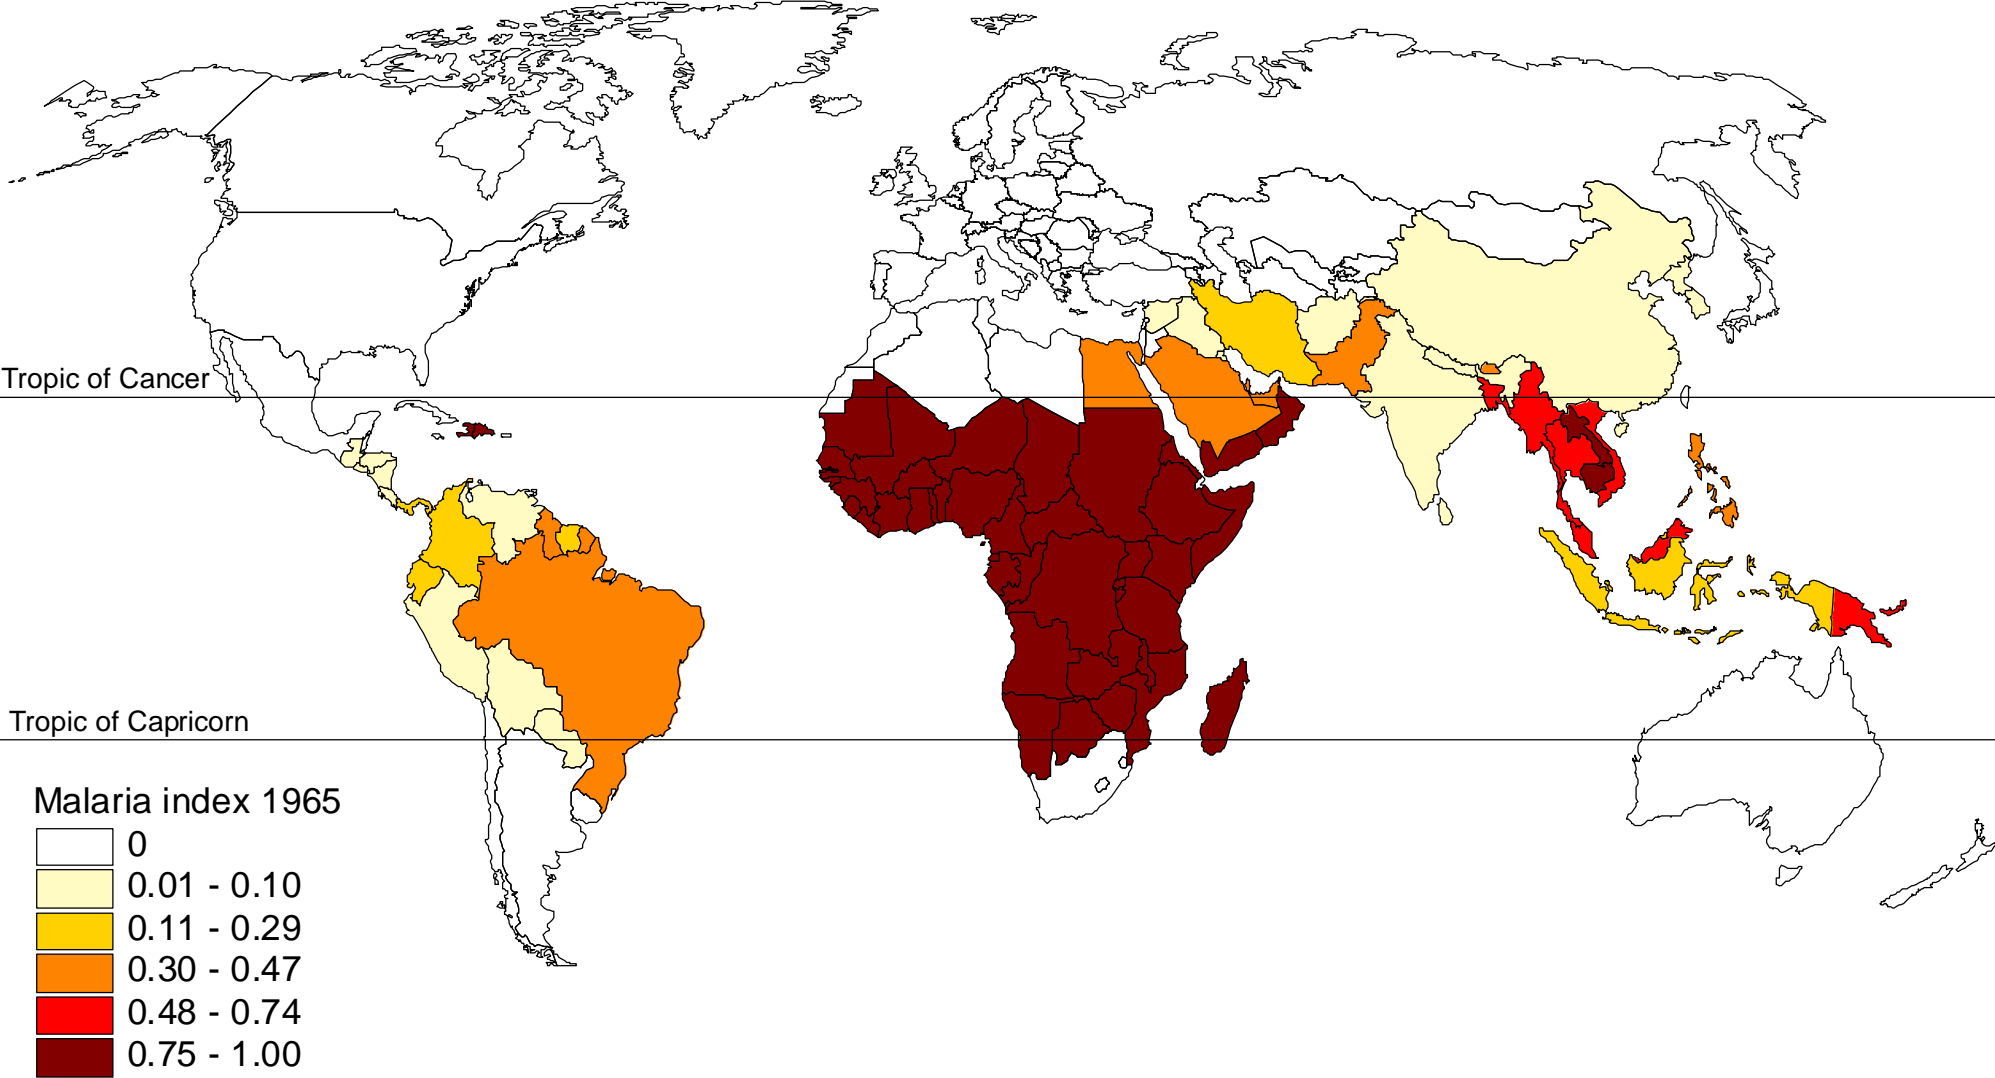 Tropic of Cancer
Tropic of Capricorn
Malaria index 1965
0
0.01 - 0.10
0.11 - 0.29
0.30 - 0.47
0.48 - 0.74
0.75 - 1.00